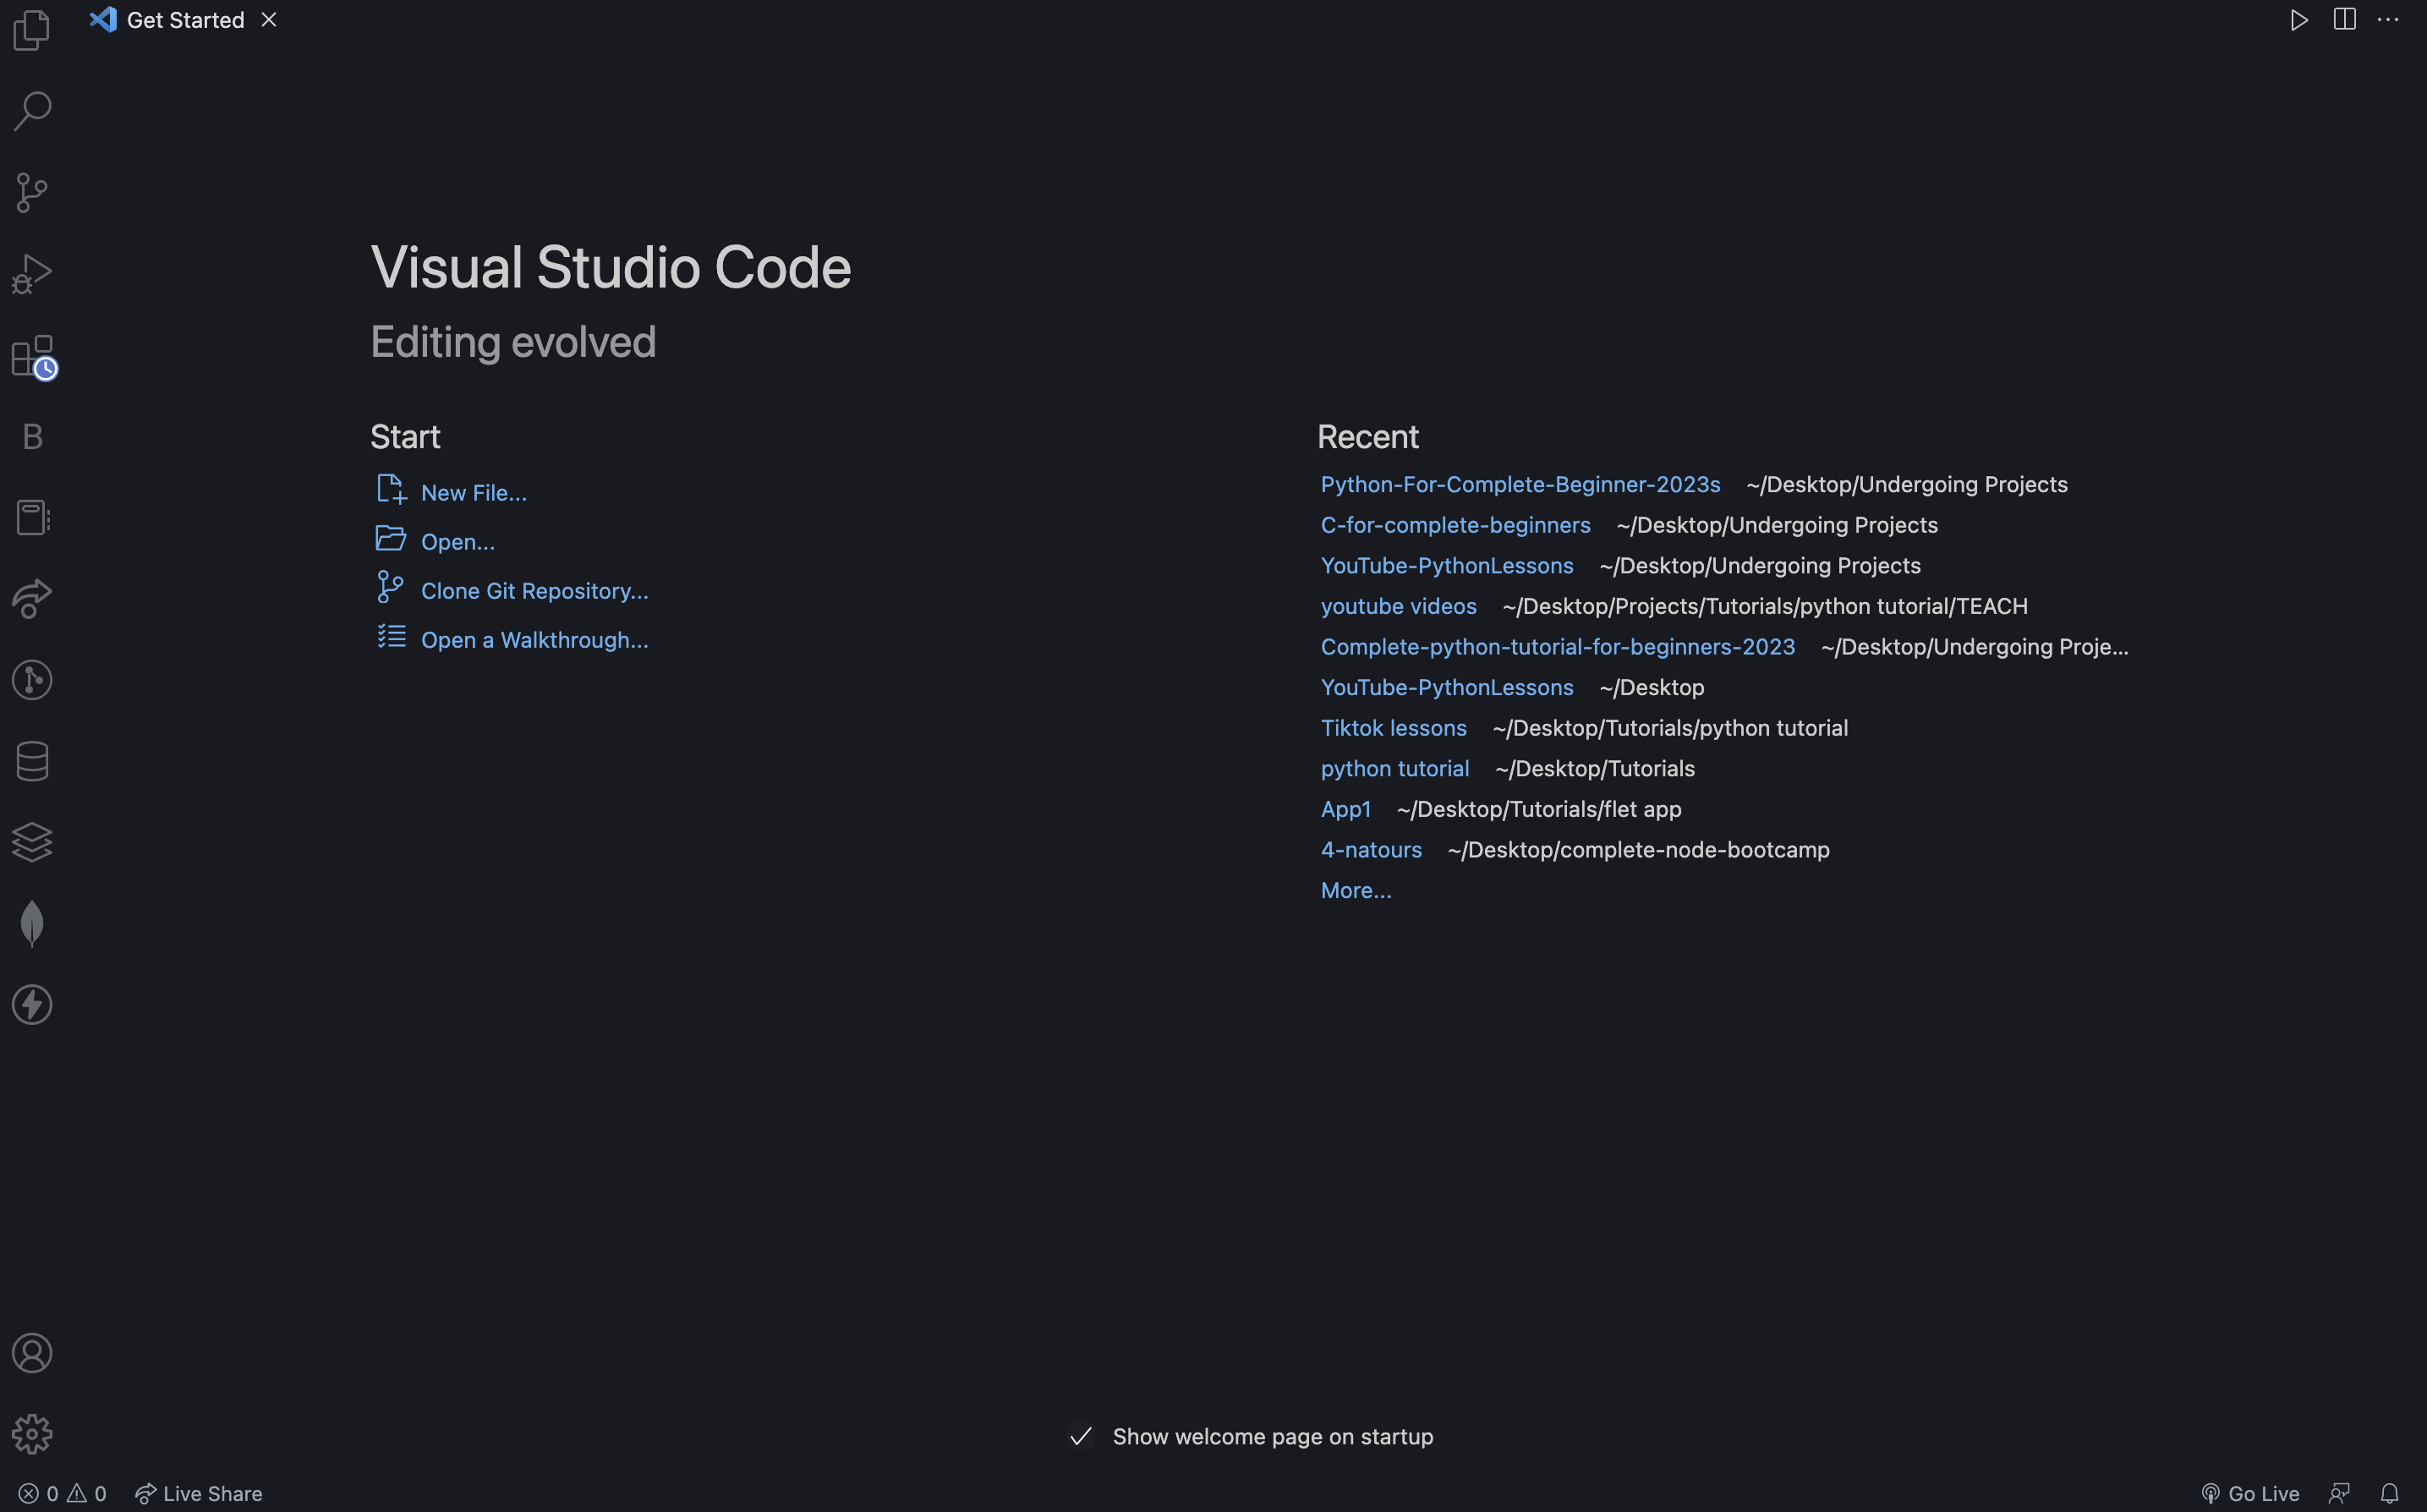 Get Started
Visual Studio Code
Editing evolved
Start
New File...
Open...
Clone Git Repository...
Open a Walkthrough...
Recent
Python-For-Complete-Beginner-2023s ~/Desktop/Undergoing Projects
C-for-complete-beginners ~/Desktop/Undergoing Projects
YouTube-PythonLessons ~/Desktop/Undergoing Projects
youtube videos ~/Desktop/Projects/Tutorials/python tutorial/TEACH
Complete-python-tutorial-for-beginners-2023 ~/Desktop/Undergoing Proje...
YouTube-PythonLessons ~/Desktop
Tiktok lessons ~/Desktop/Tutorials/python tutorial
python tutorial ~/Desktop/Tutorials
App1 ~/Desktop/Tutorials/flet app
4-natours ~/Desktop/complete-node-bootcamp
More...
B
Show welcome page on startup
0 0 Live Share
Go Live